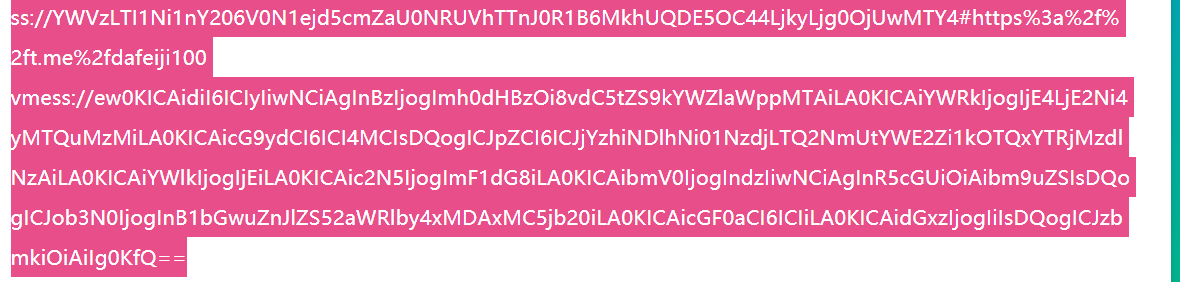 ss://YWVzLTI1Ni1nY206V0N1ejd5cmZaU0NRUVhTTnJ0R1B6MkhUQDE5OC44LjkyLjg0OjUwMTY4#https%3a%2f%
2ft.me%2fdafeiji100
vmess://ew0KICAidiI6ICIyIiwNCiAgInBzIjogImh0dHBzOi8vdC5tZS9kYWZlaWppMTAiLA0KICAiYWRkIjogIjE4LjE2Ni4
yMTQuMzMiLA0KICAicG9ydCI6ICI4MCIsDQogICJpZCI6ICJjYzhiNDlhNi01NzdjLTQ2NmUtYWE2Zi1kOTQxYTRjMzdl
NzAiLA0KICAiYWlkIjogIjEiLA0KICAic2N5IjogImF1dG8iLA0KICAibmV0IjogIndzIiwNCiAgInR5cGUiOiAibm9uZSIsDQo
gICJob3N0IjogInB1bGwuZnJlZS52aWRlby4xMDAxMC5jb20iLA0KICAicGF0aCI6ICIiLA0KICAidGxzIjogIiIsDQogICJzb
mkiOiAiIg0KfQ==